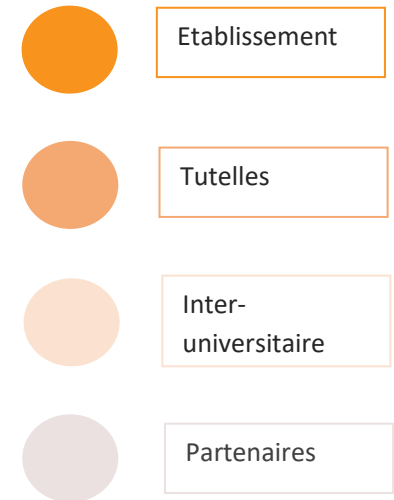 Etablissement
Tutelles
Inter-
universitaire
Partenaires